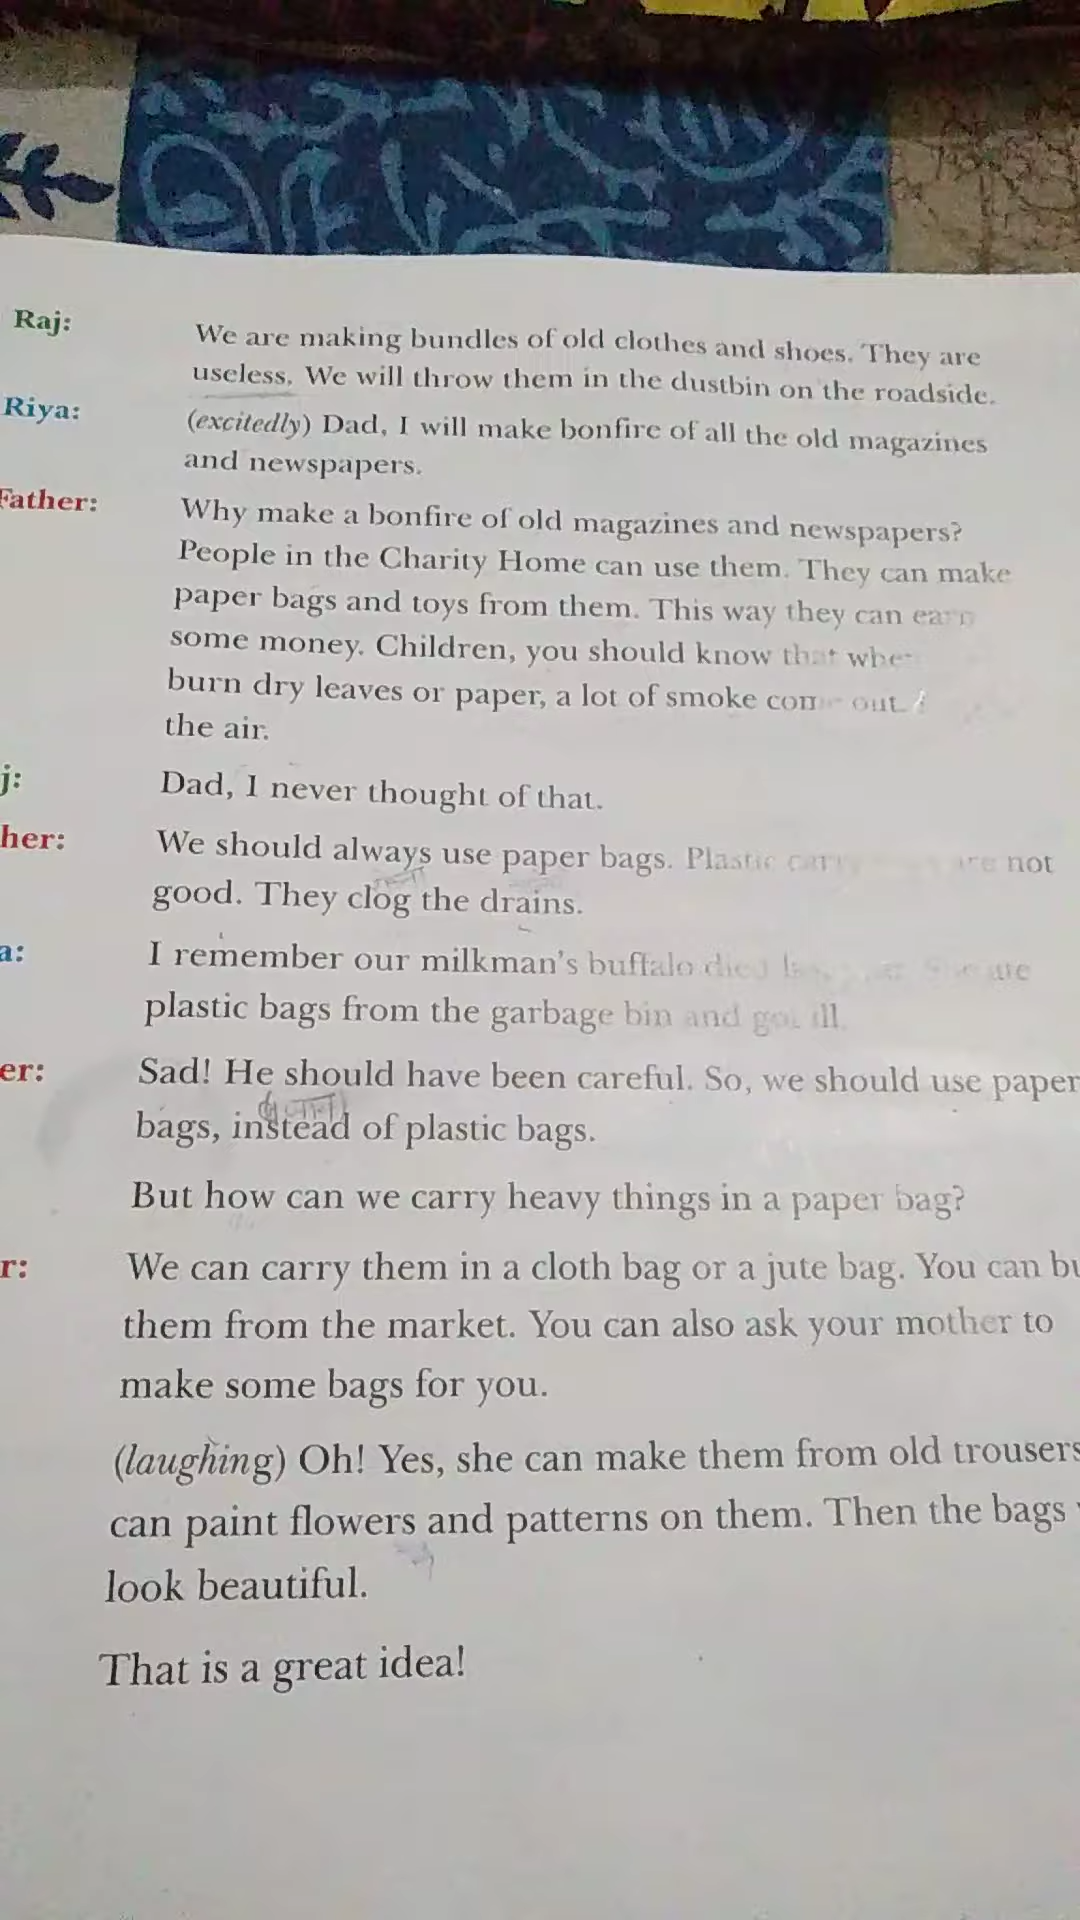 Raj: We are making bundles of old clothes and shoes. They are
useless. We will throw them in the dustbin on the roadside.
Riya: (excitedly) Dad, I will make bonfire of all the old magazines
and newspapers.
Father: Why make a bonfire of old magazines and newspapers?
People in the Charity Home can use them. They can make
paper bags and toys from them. This way they can earn
some money. Children, you should know that
burn dry leaves or paper, a lot of smoke out
the air.
j: Dad, I never thought of that.
her: We should always use paper bags. Plastic are not
good. They clog the drains.
a: I remember our milkman's buffalo died
plastic bags from the garbage bin and got ill.
er: Sad! He should have been careful. So, we should use paper
bags, instead of plastic bags.
But how can we carry heavy things in a paper bag?
r: We can carry them in a cloth bag or a jute bag. You can bu
them from the market. You can also ask your mother to
make some bags for you.
(laughing) Oh! Yes, she can make them from old trousers
can paint flowers and patterns on them. Then the bags
look beautiful.
That is a great idea!